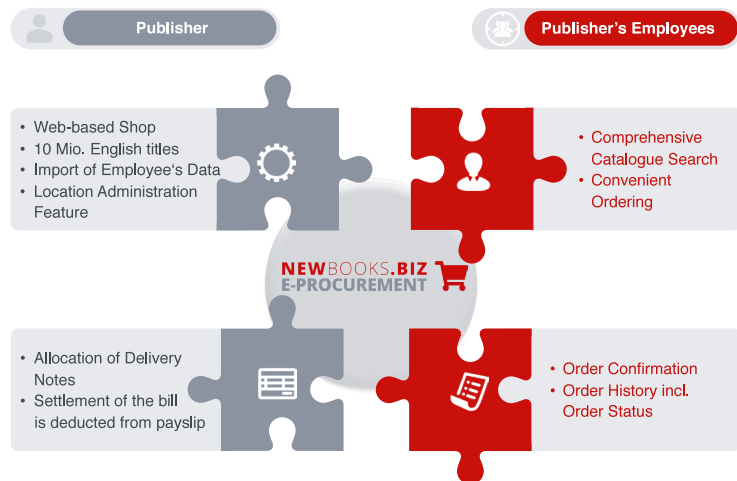 Publisher
Publisher's Employees
• Web-based Shop
• 10 Mio. English titles
• Import of Employee‘s Data
• Location Administration
Feature
• Comprehensive
Catalogue Search
• Convenient
Ordering
NEWBOOKS.BIZ
E-PROCUREMENT
• Allocation of Delivery
Notes
• Settlement of the bill
is deducted from payslip
• Order Confirmation
• Order History incl.
Order Status